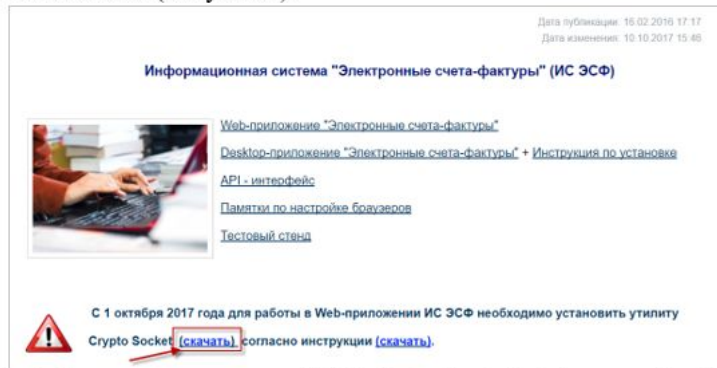 Дата публикации: 16.02.2016 17:17
Дата изменения: 10.10.2017 15:46
Информационная система "Электронные счета-фактуры" (ИС ЭСФ)
Web-приложение "Электронные счета-фактуры"
Desktop-приложение "Электронные счета-фактуры" + Инструкция по установке
API - интерфейс
Памятки по настройке браузеров
Тестовый стенд
С 1 октября 2017 года для работы в Web-приложении ИС ЭСФ необходимо установить утилиту
Crypto Socket (скачать) согласно инструкции (скачать).